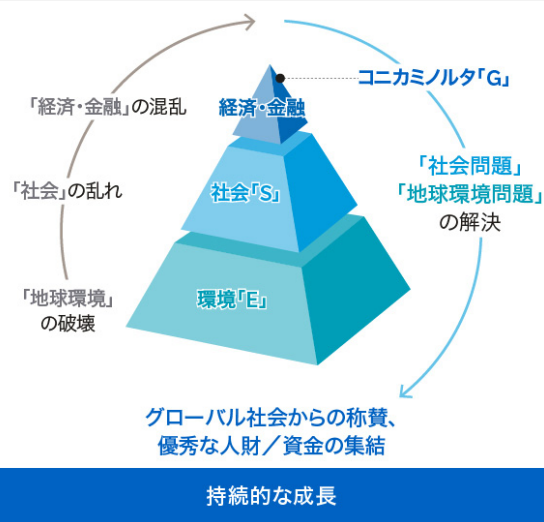 コニカミノルタ「G」
「経済・金融」の混乱
経済・金融
「社会問題」
「地球環境問題」
の解決
「社会」の乱れ
社会「S」
「地球環境」
の破壊
環境「E」
グローバル社会からの称賛、
優秀な人財／資金の集結
持続的な成長